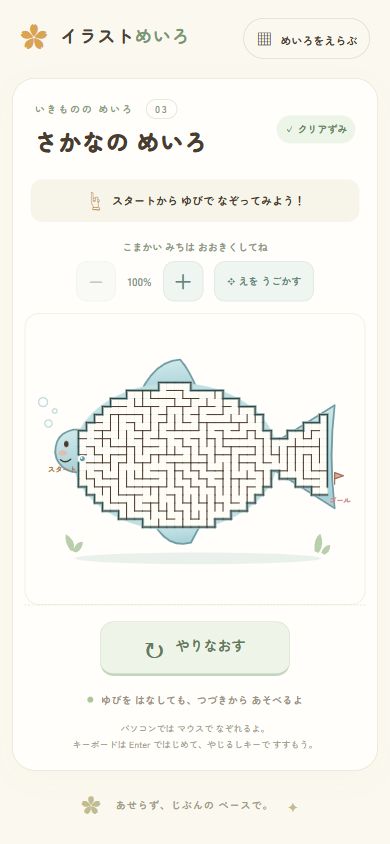 イラストめいろ
めいろをえらぶ
いきものの めいろ 03
さかなの めいろ
✓ クリアずみ
スタートから ゆびで なぞってみよう！
こまかい みちは おおきくしてね
− 100% + えを うごかす
スタート
ゴール
↻ やりなおす
ゆびを はなしても、つづきから あそべるよ
パソコンでは マウスで なぞれるよ。
キーボードは Enter ではじめて、やじるしキーで すすもう。
あせらず、じぶんの ペースで。